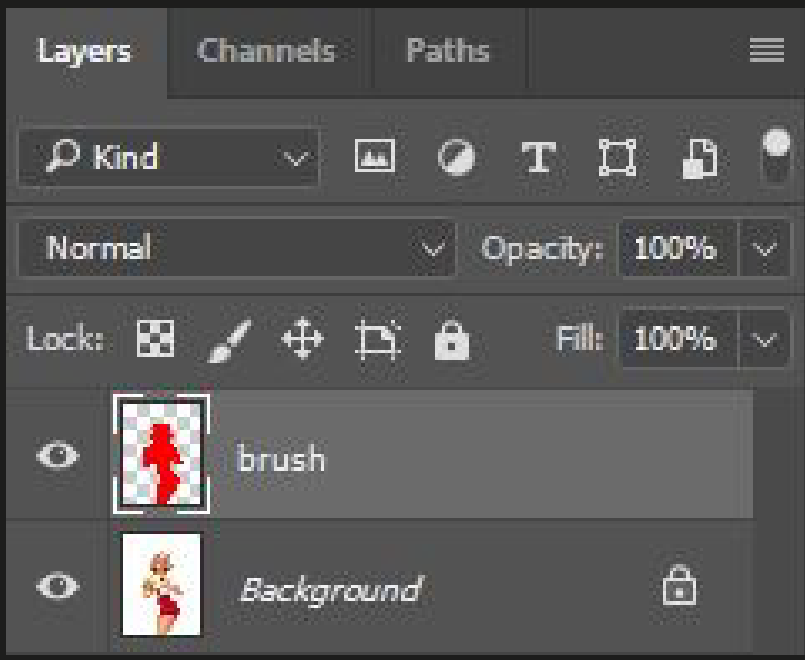 Layers Channels Paths
Kind
Normal Opacity: 100%
Lock: Fill: 100%
brush
Background